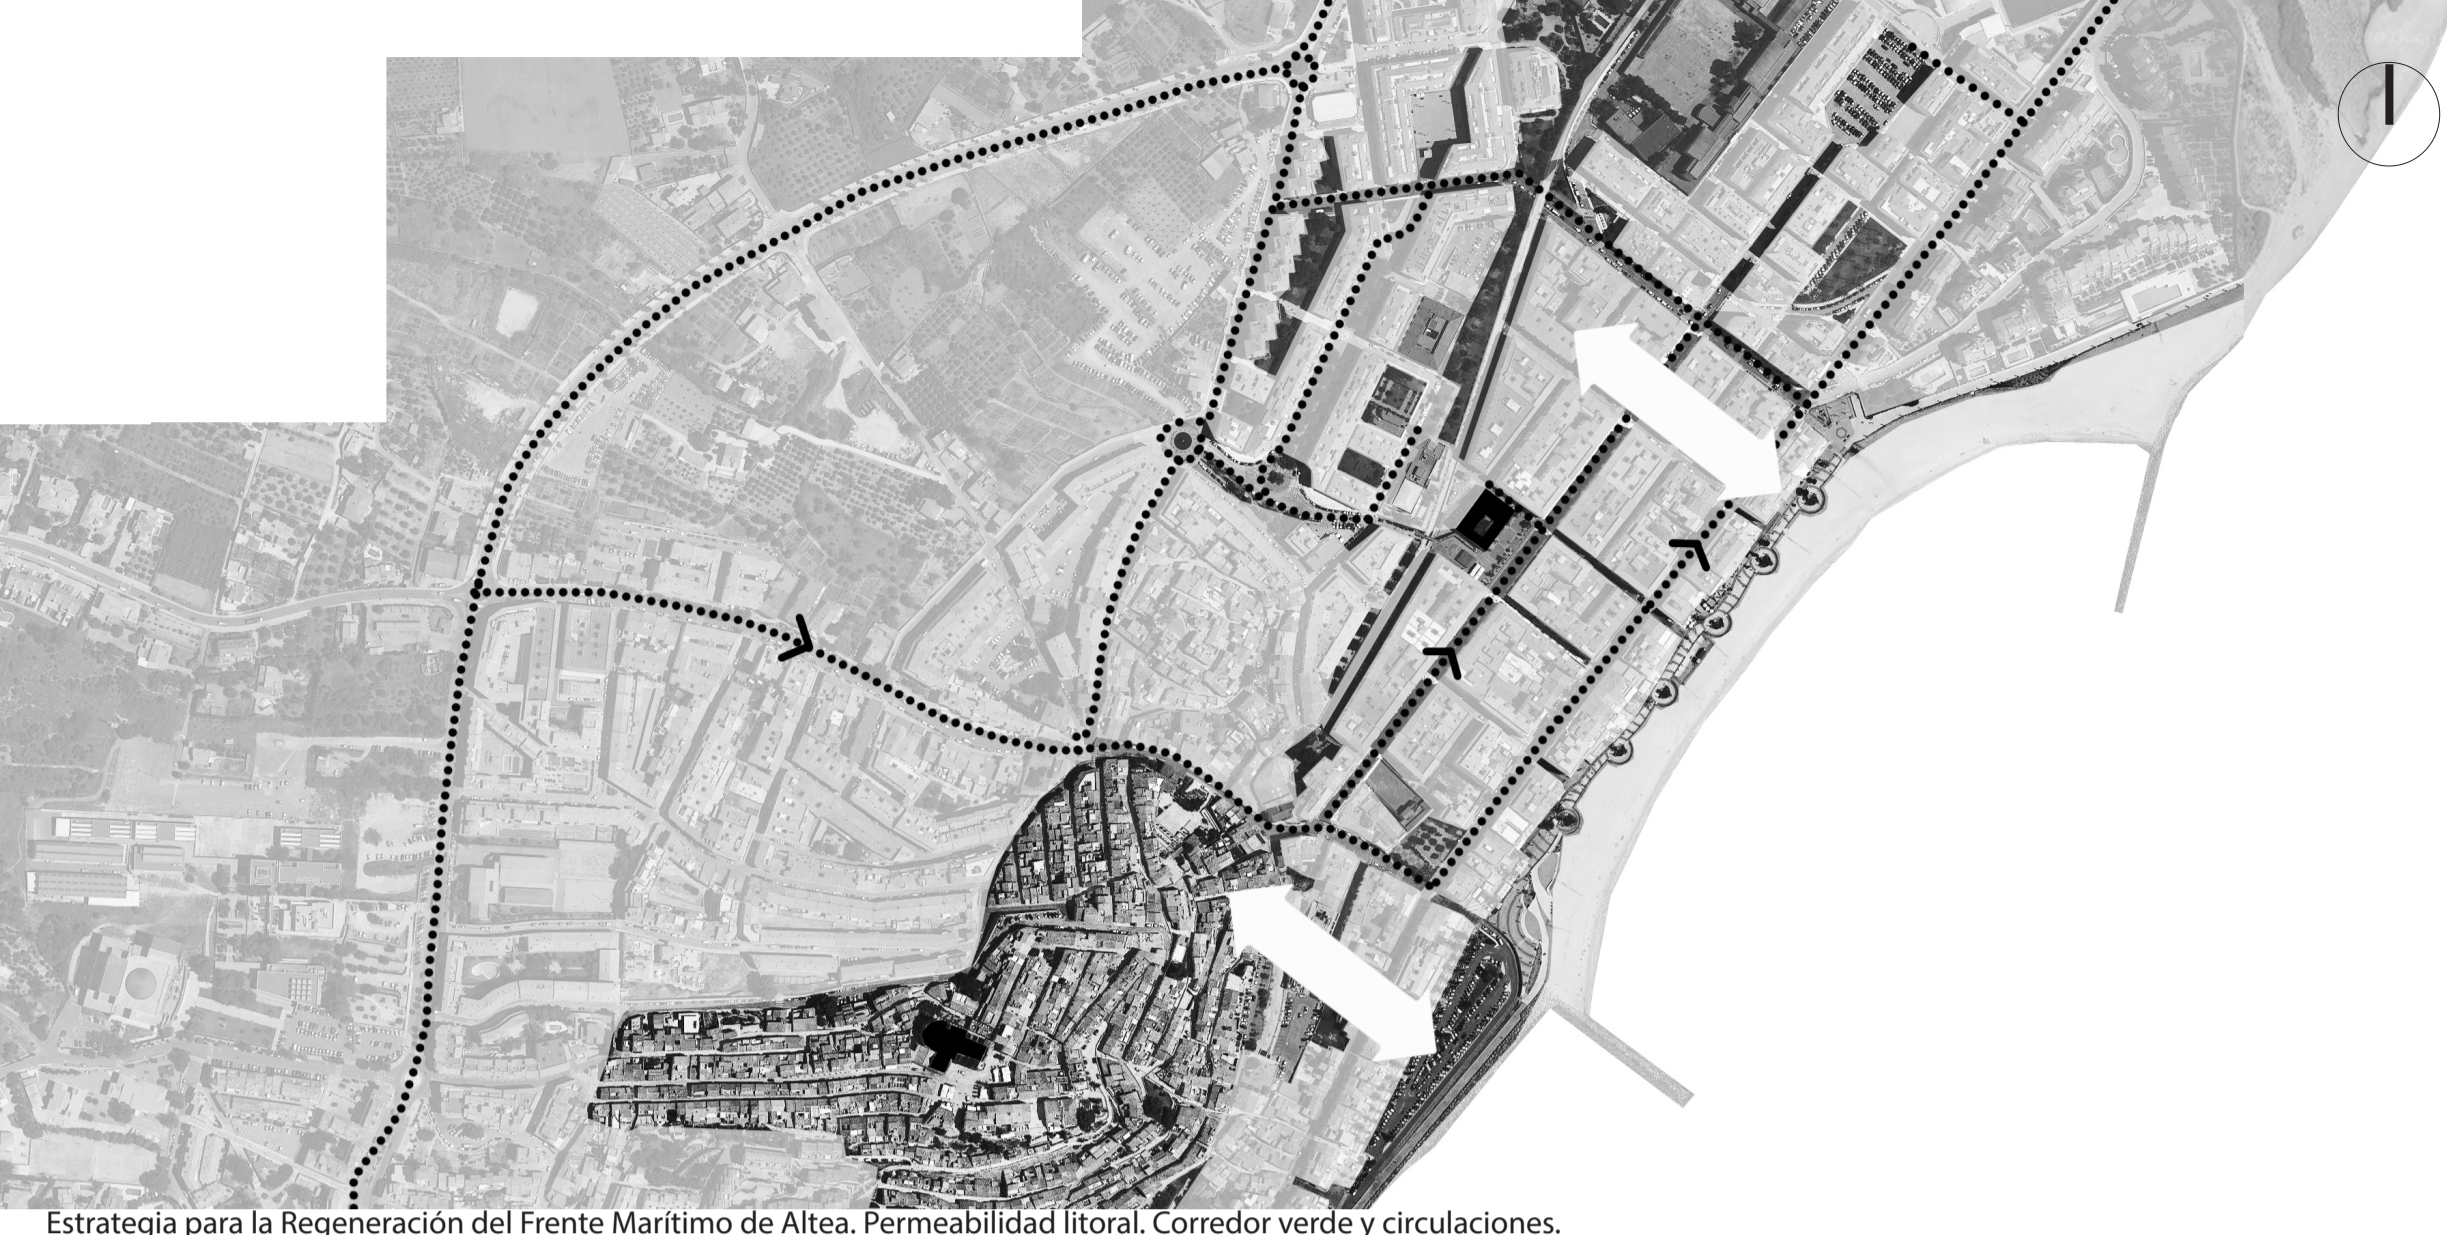 Estrategia para la Regeneración del Frente Marítimo de Altea. Permeabilidad litoral. Corredor verde y circulaciones.